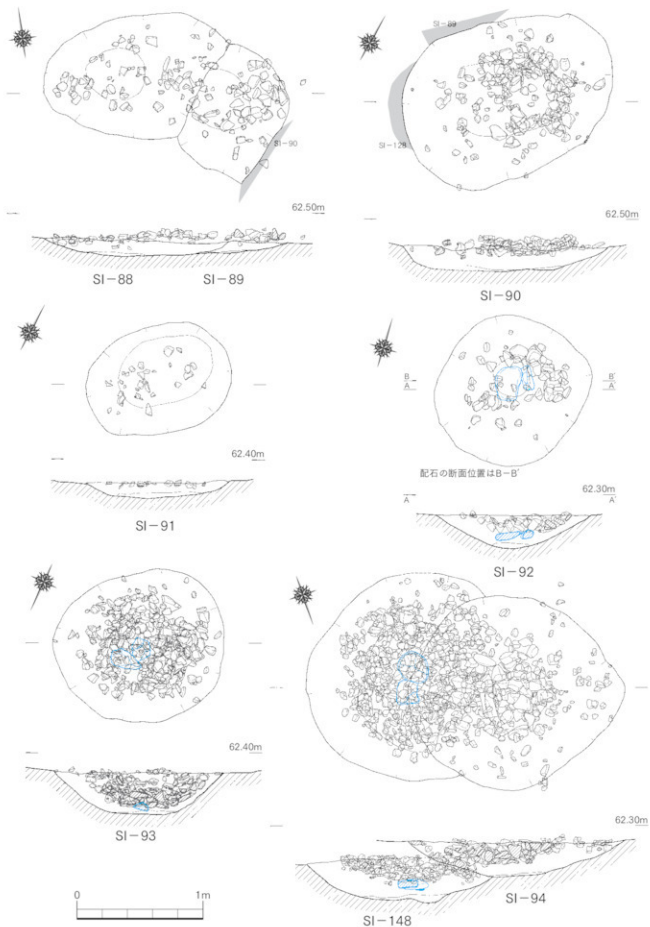 SI-89
SI-90
SI-128
62.50m
62.50m
SI-88
SI-89
SI-90
62.40m
SI-91
B
B'
A
A'
配石の断面位置はB-B'
62.30m
A
A'
SI-92
62.40m
SI-93
62.30m
SI-94
SI-148
0
1m